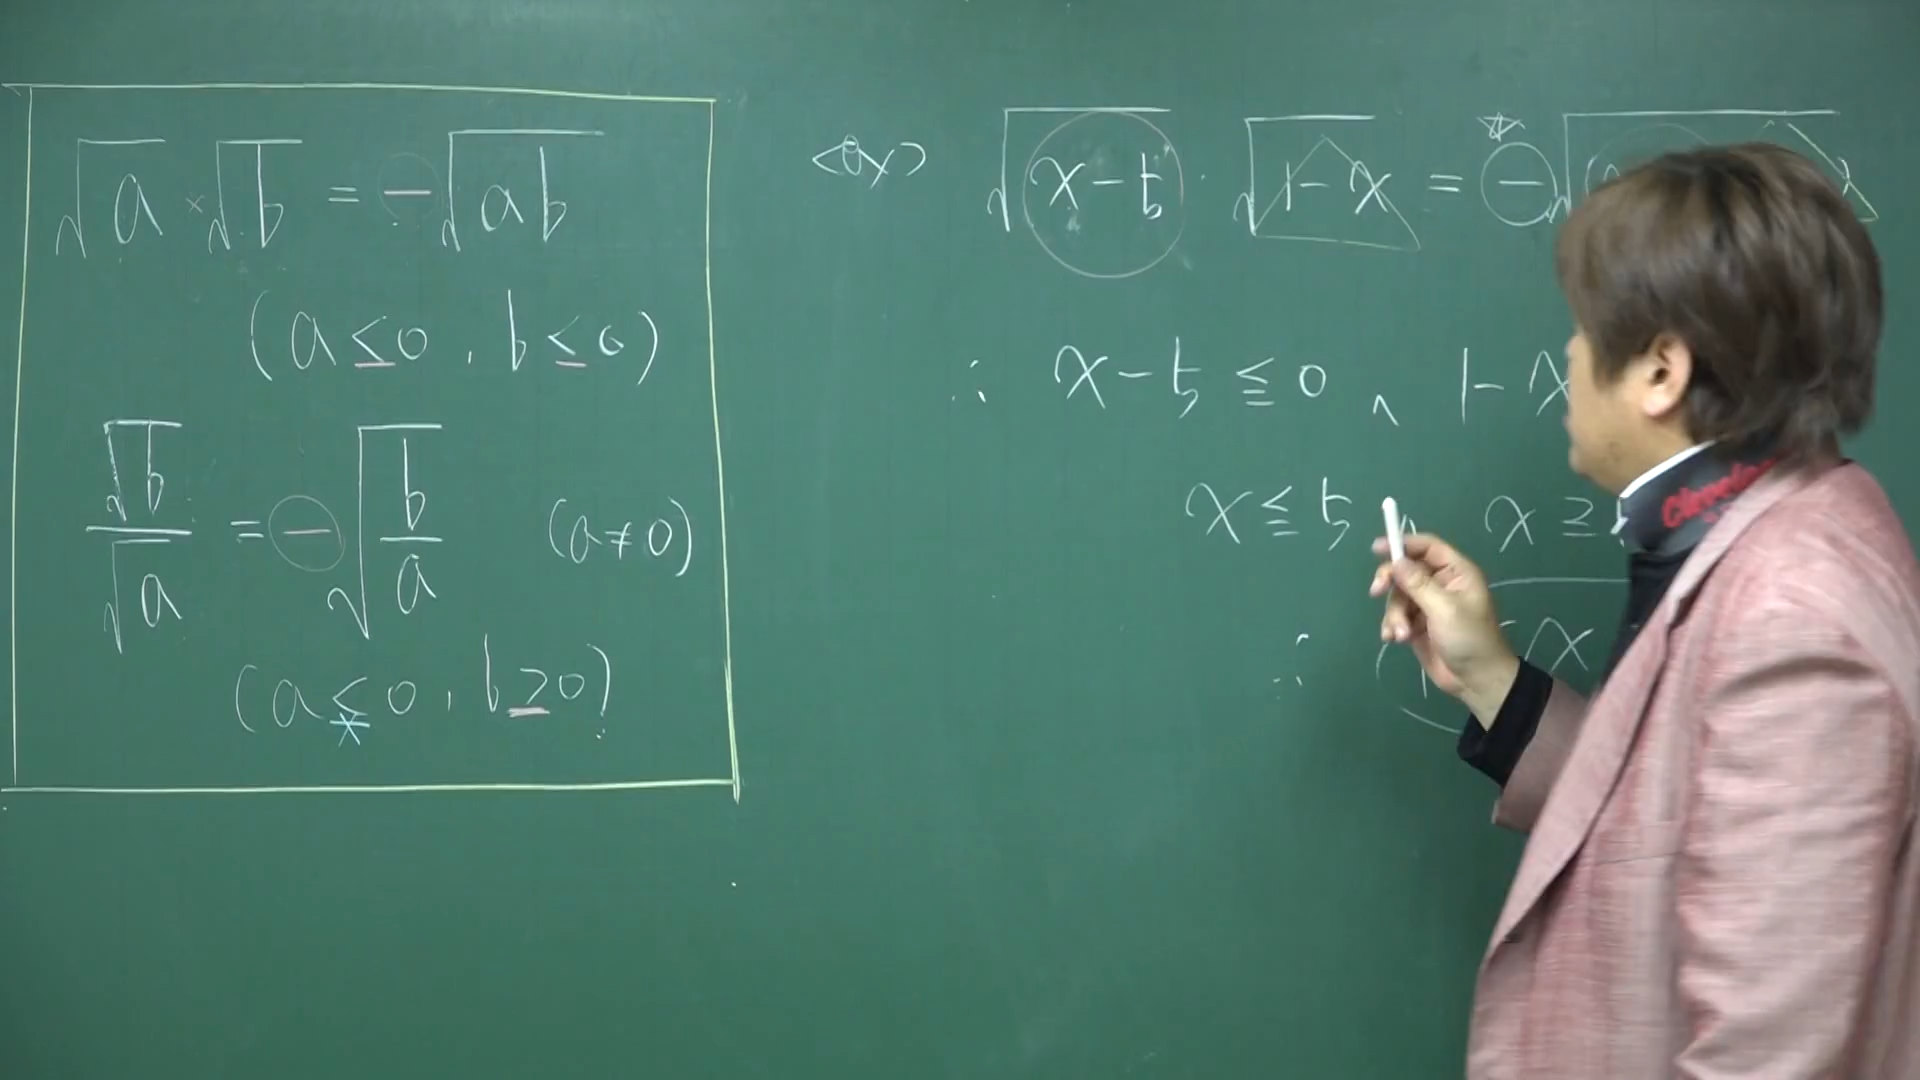 √a × √b = -√ab
(a ≤ 0, b ≤ 0)
√b/√a = -√(b/a) (a ≠ 0)
(a ≤ 0, b ≥ 0)
<ex> √(x-5) · √(1-x) = -√
∴ x-5 ≦ 0, 1-x
x ≦ 5, x ≥
∴ x